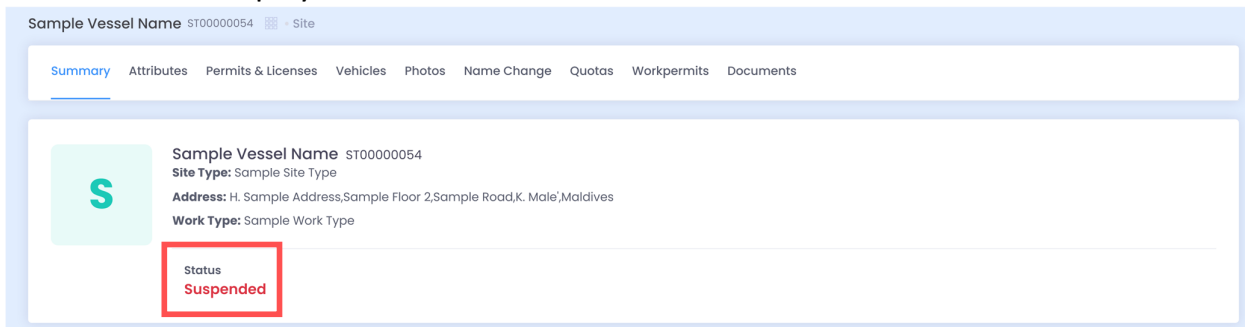 Sample Vessel Name ST00000054 • Site
Summary Attributes Permits & Licenses Vehicles Photos Name Change Quotas Workpermits Documents
S
Sample Vessel Name ST00000054
Site Type: Sample Site Type
Address: H. Sample Address,Sample Floor 2,Sample Road,K. Male',Maldives
Work Type: Sample Work Type
Status
Suspended